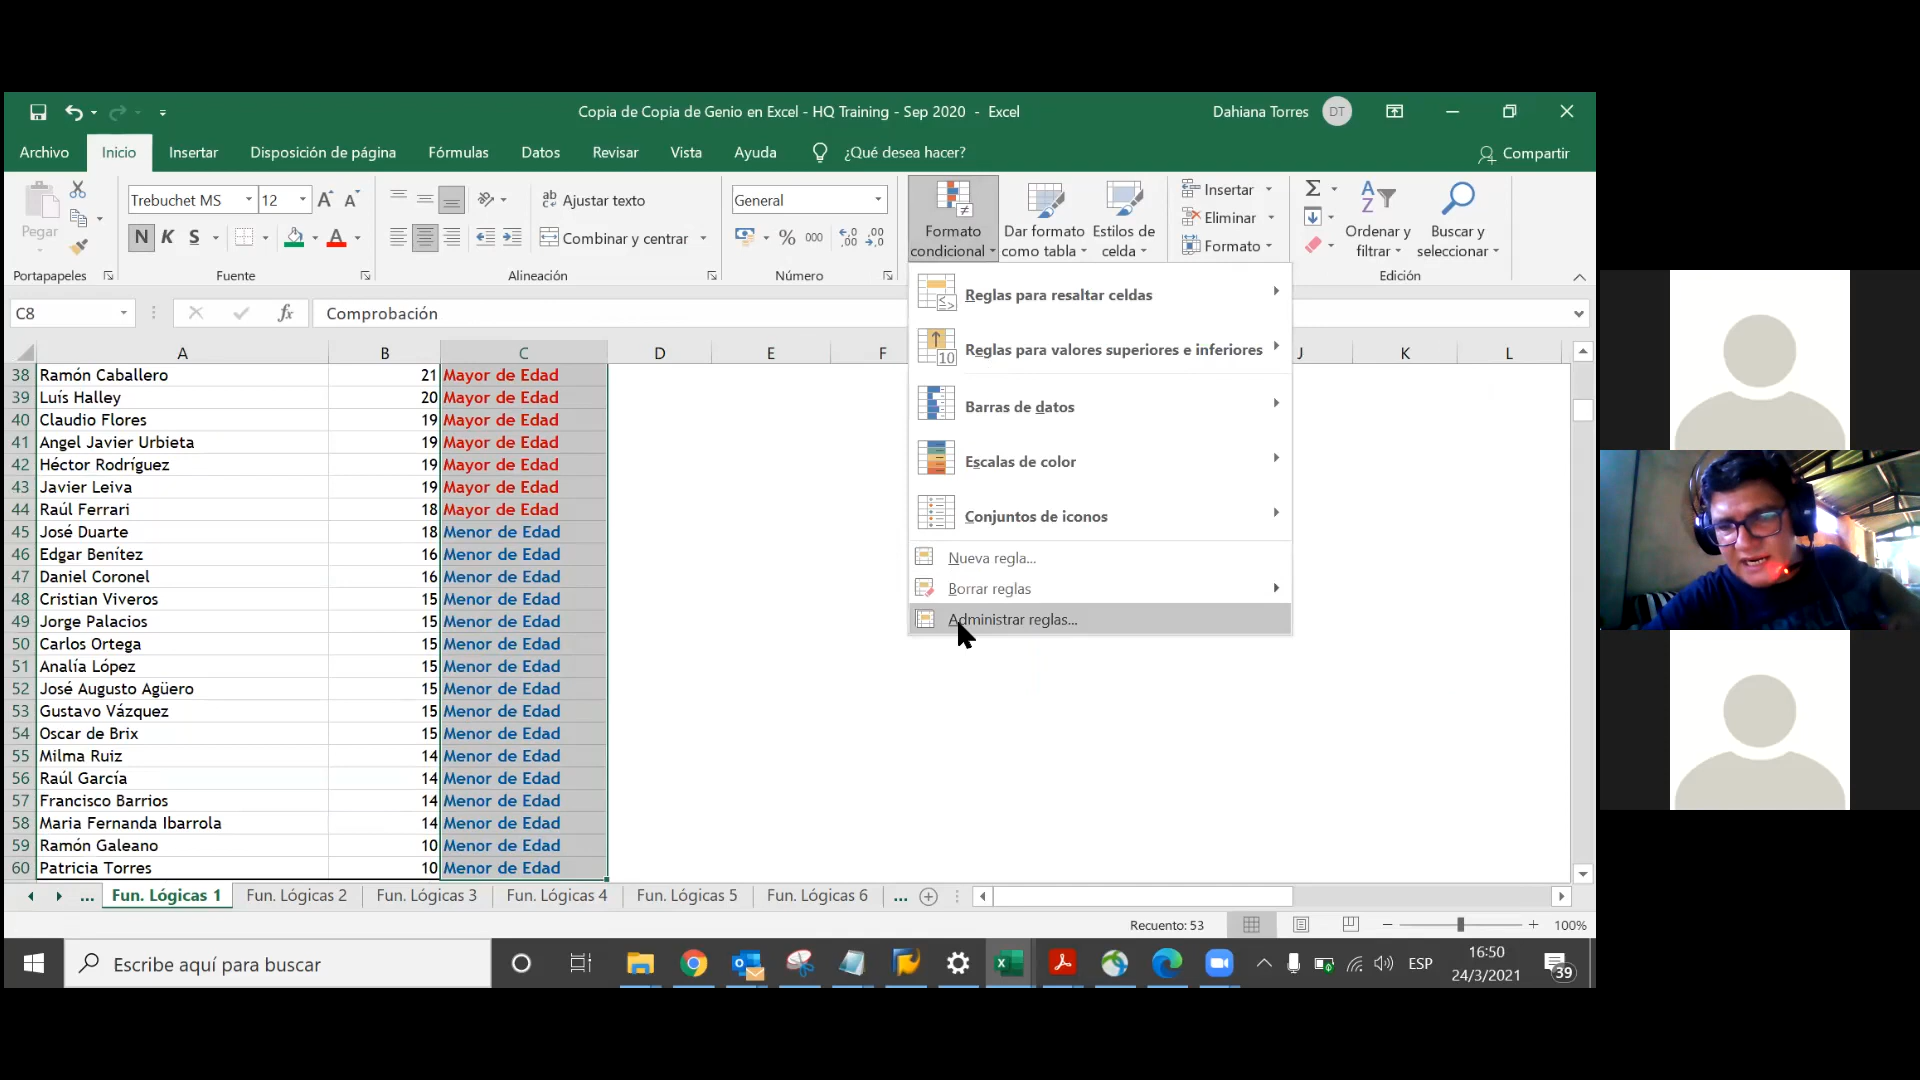 Copia de Copia de Genio en Excel - HQ Training - Sep 2020 - Excel
Dahiana Torres
DT
Archivo Inicio Insertar Disposición de página Fórmulas Datos Revisar Vista Ayuda ¿Qué desea hacer? Compartir
Pegar
Portapapeles
Trebuchet MS 12
N K S
Fuente
Ajustar texto
Combinar y centrar
Alineación
General
% 000
Número
Formato condicional
Dar formato como tabla
Estilos de celda
Insertar
Eliminar
Formato
Ordenar y filtrar
Buscar y seleccionar
Edición
C8
fx
Comprobación
Reglas para resaltar celdas
Reglas para valores superiores e inferiores
Barras de datos
Escalas de color
Conjuntos de iconos
Nueva regla...
Borrar reglas
Administrar reglas...
A B C D E F J K L
38 Ramón Caballero 21 Mayor de Edad
39 Luís Halley 20 Mayor de Edad
40 Claudio Flores 19 Mayor de Edad
41 Angel Javier Urbieta 19 Mayor de Edad
42 Héctor Rodríguez 19 Mayor de Edad
43 Javier Leiva 19 Mayor de Edad
44 Raúl Ferrari 18 Mayor de Edad
45 José Duarte 18 Menor de Edad
46 Edgar Benítez 16 Menor de Edad
47 Daniel Coronel 16 Menor de Edad
48 Cristian Viveros 15 Menor de Edad
49 Jorge Palacios 15 Menor de Edad
50 Carlos Ortega 15 Menor de Edad
51 Analía López 15 Menor de Edad
52 José Augusto Agüero 15 Menor de Edad
53 Gustavo Vázquez 15 Menor de Edad
54 Oscar de Brix 15 Menor de Edad
55 Milma Ruiz 14 Menor de Edad
56 Raúl García 14 Menor de Edad
57 Francisco Barrios 14 Menor de Edad
58 Maria Fernanda Ibarrola 14 Menor de Edad
59 Ramón Galeano 10 Menor de Edad
60 Patricia Torres 10 Menor de Edad
... Fun. Lógicas 1 Fun. Lógicas 2 Fun. Lógicas 3 Fun. Lógicas 4 Fun. Lógicas 5 Fun. Lógicas 6 ...
Recuento: 53
100%
Escribe aquí para buscar
ESP
16:50
24/3/2021
39